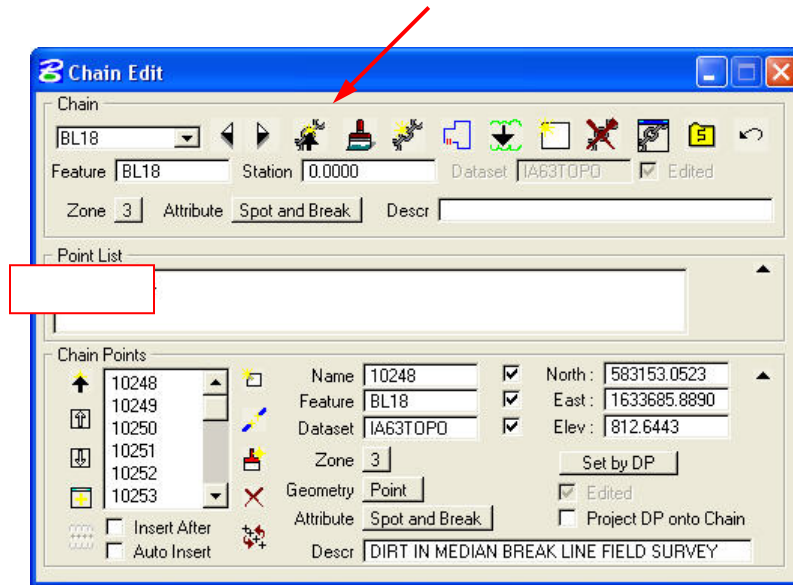 Chain Edit
Chain
BL18
Feature BL18 Station 0.0000 Dataset IA63TOPO Edited
Zone 3 Attribute Spot and Break Descr
Point List
Chain Points
10248
10249
10250
10251
10252
10253
Insert After
Auto Insert
Name 10248
Feature BL18
Dataset IA63TOPO
Zone 3
Geometry Point
Attribute Spot and Break
Descr DIRT IN MEDIAN BREAK LINE FIELD SURVEY
North : 583153.0523
East : 1633685.8890
Elev : 812.6443
Set by DP
Edited
Project DP onto Chain